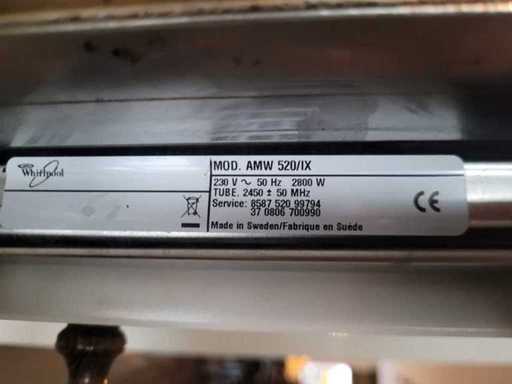 Whirlpool
MOD. AMW 520/IX
230 V ~ 50 Hz 2800 W
TUBE. 2450 ± 50 MHz
Service: 8587 520 99794
37 0806 700990
Made in Sweden/Fabrique en Suède
CE